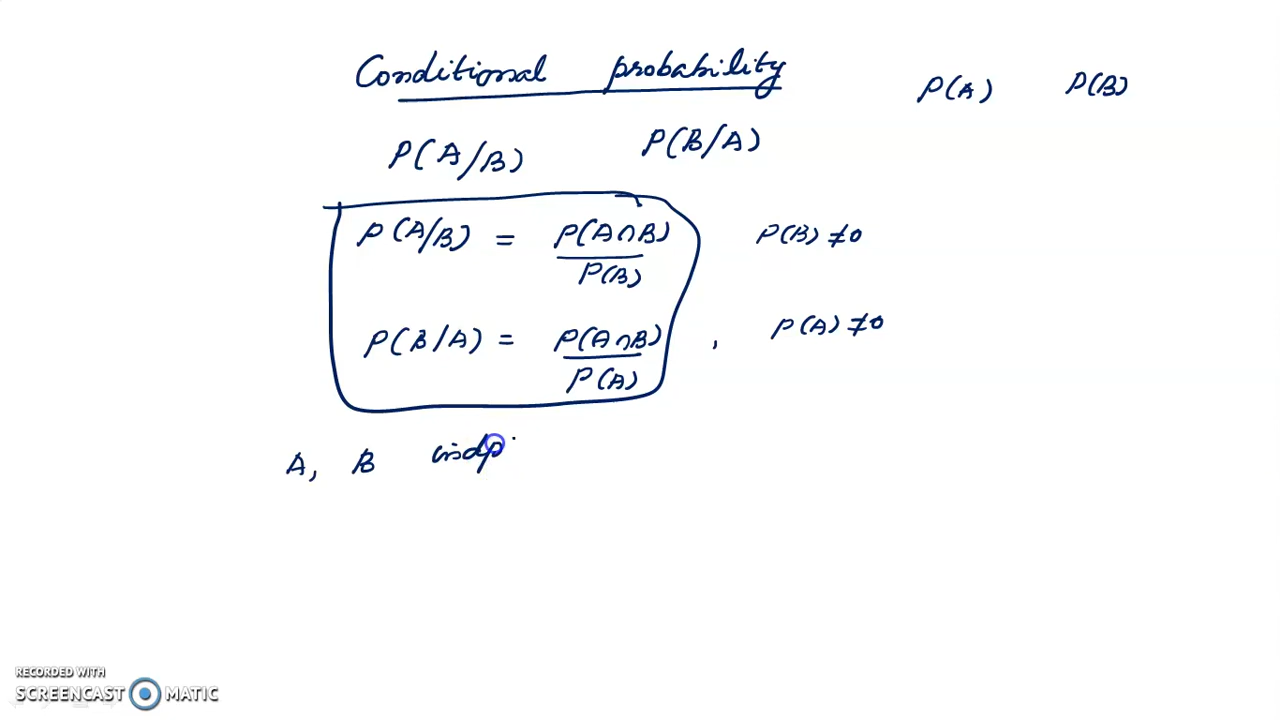 Conditional probability P(A) P(B)
P(A/B) P(B/A)
P(A/B) = P(A∩B)/P(B) P(B) ≠ 0
P(B/A) = P(A∩B)/P(A) , P(A) ≠ 0
A, B indp
RECORDED WITH
SCREENCAST MATIC